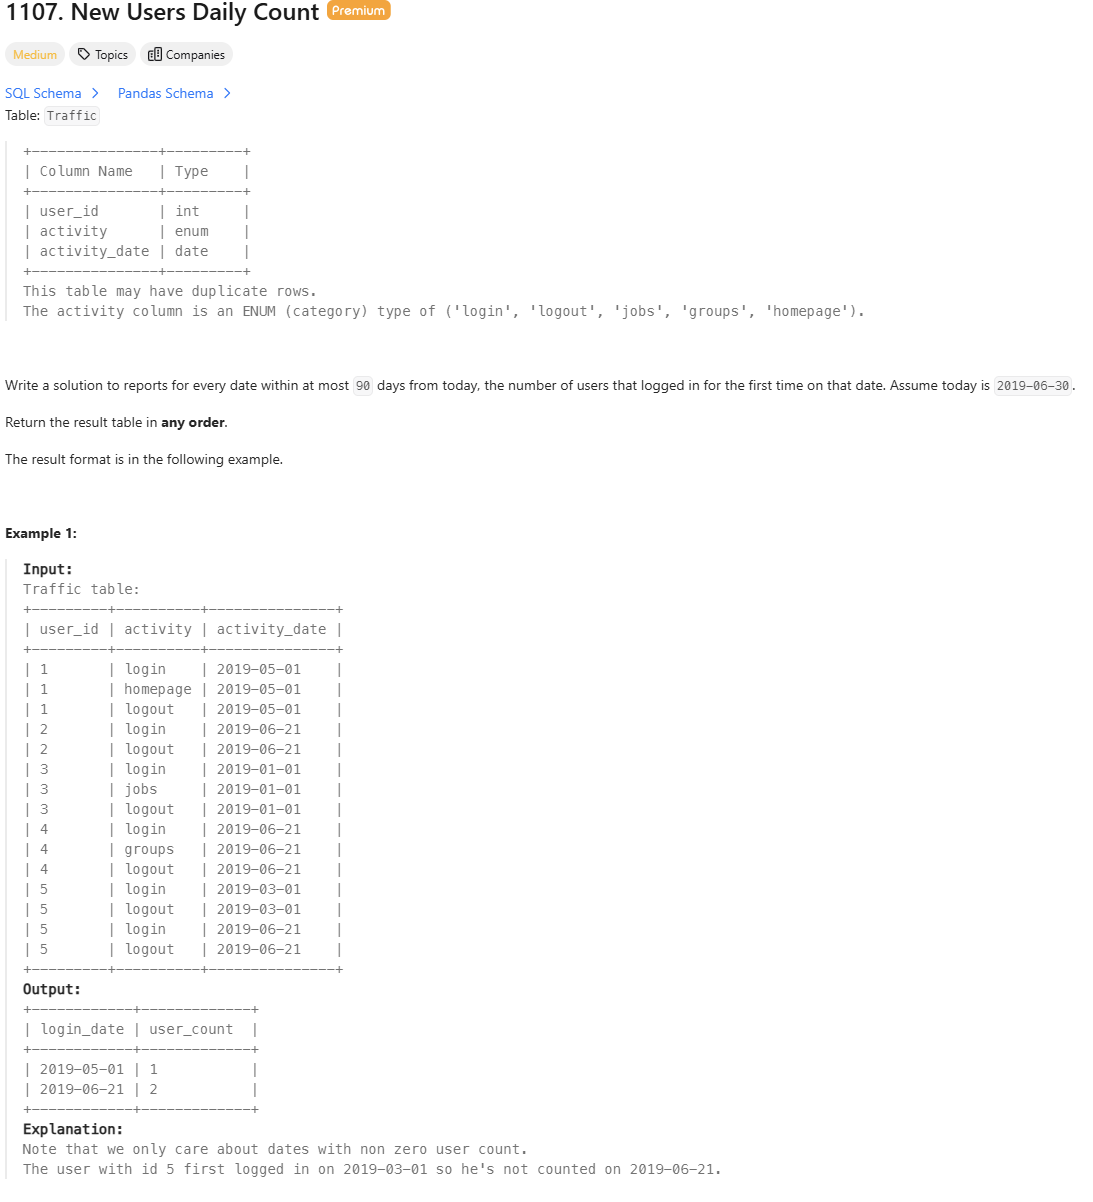 1107. New Users Daily Count Premium
Medium Topics Companies
SQL Schema > Pandas Schema >
Table: Traffic
+---------------+---------+
| Column Name   | Type    |
+---------------+---------+
| user_id       | int     |
| activity      | enum    |
| activity_date | date    |
+---------------+---------+
This table may have duplicate rows.
The activity column is an ENUM (category) type of ('login', 'logout', 'jobs', 'groups', 'homepage').
Write a solution to reports for every date within at most 90 days from today, the number of users that logged in for the first time on that date. Assume today is 2019-06-30.
Return the result table in any order.
The result format is in the following example.
Example 1:
Input:
Traffic table:
+---------+----------+---------------+
| user_id | activity | activity_date |
+---------+----------+---------------+
| 1       | login    | 2019-05-01    |
| 1       | homepage | 2019-05-01    |
| 1       | logout   | 2019-05-01    |
| 2       | login    | 2019-06-21    |
| 2       | logout   | 2019-06-21    |
| 3       | login    | 2019-01-01    |
| 3       | jobs     | 2019-01-01    |
| 3       | logout   | 2019-01-01    |
| 4       | login    | 2019-06-21    |
| 4       | groups   | 2019-06-21    |
| 4       | logout   | 2019-06-21    |
| 5       | login    | 2019-03-01    |
| 5       | logout   | 2019-03-01    |
| 5       | login    | 2019-06-21    |
| 5       | logout   | 2019-06-21    |
+---------+----------+---------------+
Output:
+------------+-------------+
| login_date | user_count  |
+------------+-------------+
| 2019-05-01 | 1           |
| 2019-06-21 | 2           |
+------------+-------------+
Explanation:
Note that we only care about dates with non zero user count.
The user with id 5 first logged in on 2019-03-01 so he's not counted on 2019-06-21.